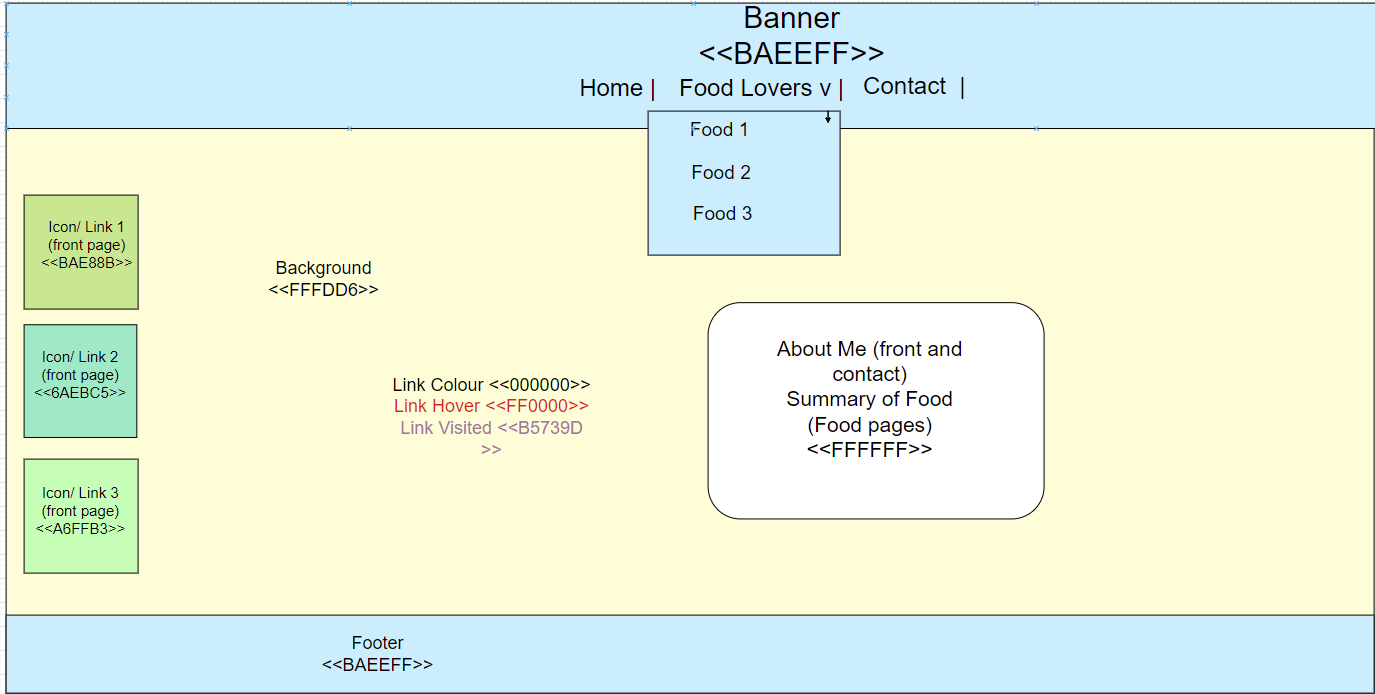 Banner
<<BAEEFF>>
Home | Food Lovers v | Contact |
Food 1
Food 2
Food 3
Icon/ Link 1
(front page)
<<BAE88B>>
Icon/ Link 2
(front page)
<<6AEBC5>>
Icon/ Link 3
(front page)
<<A6FFB3>>
Background
<<FFFDD6>>
Link Colour <<000000>>
Link Hover <<FF0000>>
Link Visited <<B5739D
>>
About Me (front and
contact)
Summary of Food
(Food pages)
<<FFFFFF>>
Footer
<<BAEEFF>>